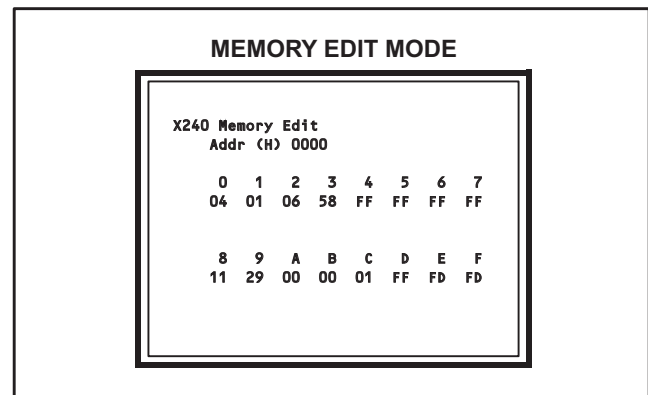 MEMORY EDIT MODE
X240 Memory Edit
Addr (H) 0000
0 1 2 3 4 5 6 7
04 01 06 58 FF FF FF FF
8 9 A B C D E F
11 29 00 00 01 FF FD FD